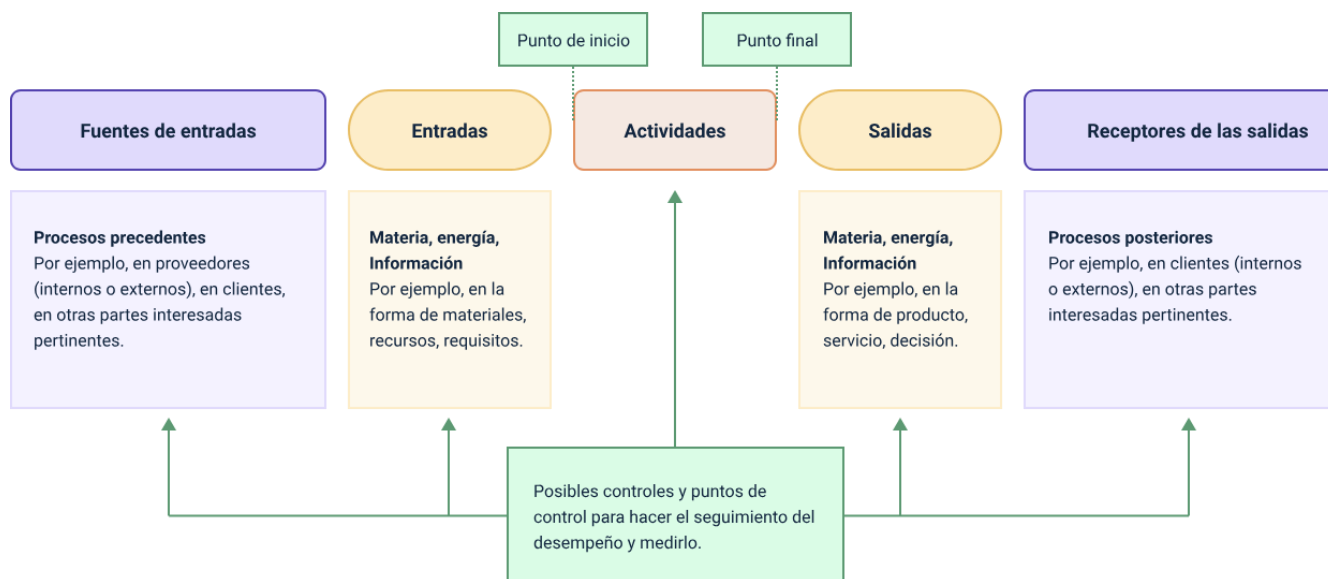 Punto de inicio
Punto final
Fuentes de entradas
Entradas
Actividades
Salidas
Receptores de las salidas
Procesos precedentes
Por ejemplo, en proveedores
(internos o externos), en clientes,
en otras partes interesadas
pertinentes.
Materia, energía,
Información
Por ejemplo, en la
forma de materiales,
recursos, requisitos.
Materia, energía,
Información
Por ejemplo, en la
forma de producto,
servicio, decisión.
Procesos posteriores
Por ejemplo, en clientes (internos
o externos), en otras partes
interesadas pertinentes.
Posibles controles y puntos de
control para hacer el seguimiento del
desempeño y medirlo.